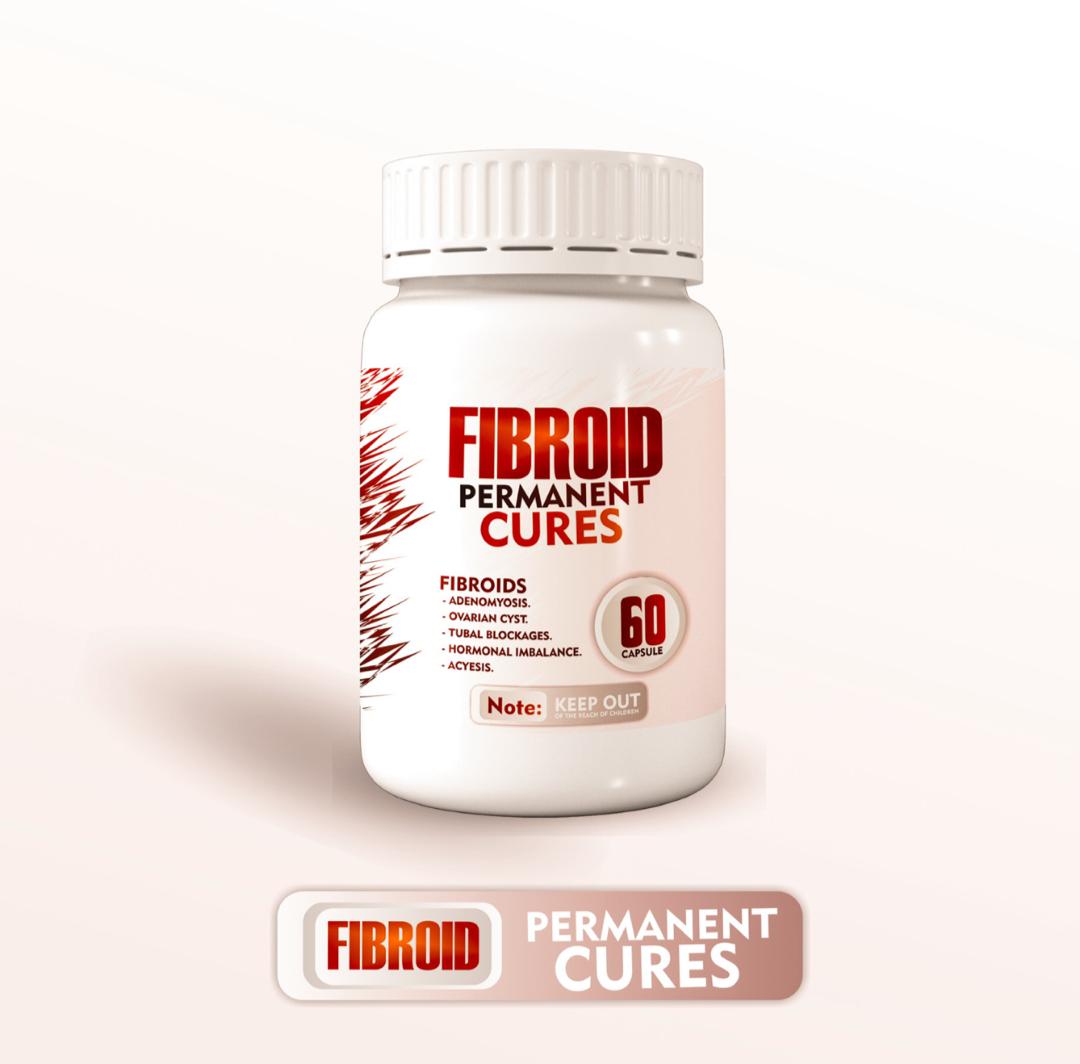 FIBROID
PERMANENT
CURES
FIBROIDS
- ADENOMYOSIS.
- OVARIAN CYST.
- TUBAL BLOCKAGES.
- HORMONAL IMBALANCE.
- ACYESIS.
60
CAPSULE
Note: KEEP OUT
OF THE REACH OF CHILDREN
FIBROID
PERMANENT
CURES